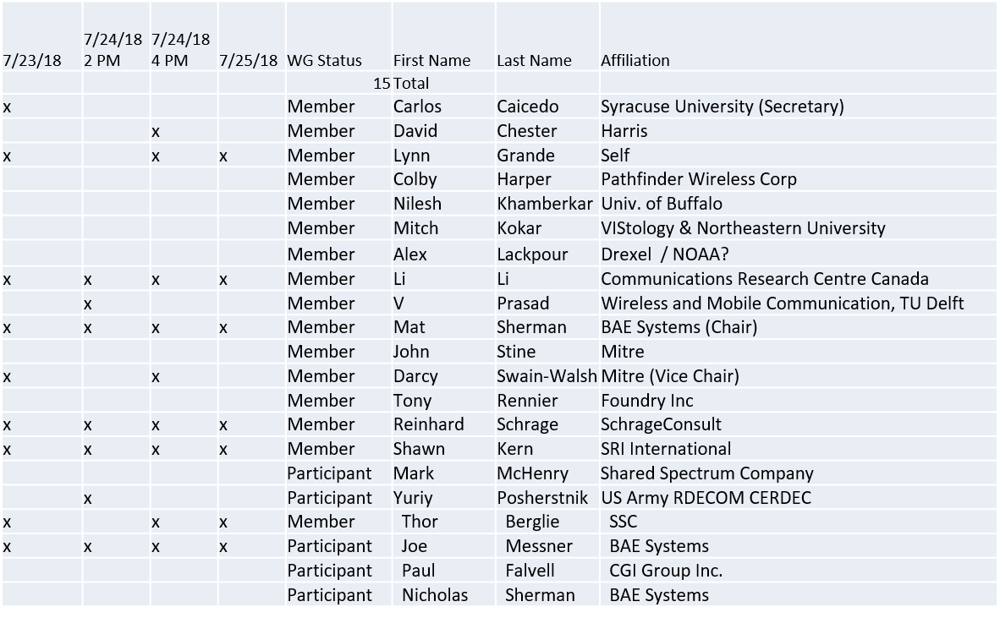 7/23/18 7/24/18 2 PM 7/24/18 4 PM 7/25/18 WG Status First Name Last Name Affiliation
15 Total
x Member Carlos Caicedo Syracuse University (Secretary)
x Member David Chester Harris
x x x Member Lynn Grande Self
Member Colby Harper Pathfinder Wireless Corp
Member Nilesh Khamberkar Univ. of Buffalo
Member Mitch Kokar VIStology & Northeastern University
Member Alex Lackpour Drexel / NOAA?
x x x x Member Li Li Communications Research Centre Canada
x Member V Prasad Wireless and Mobile Communication, TU Delft
x x x x Member Mat Sherman BAE Systems (Chair)
Member John Stine Mitre
x x Member Darcy Swain-Walsh Mitre (Vice Chair)
Member Tony Rennier Foundry Inc
x x x x Member Reinhard Schrage SchrageConsult
x x x x Member Shawn Kern SRI International
Participant Mark McHenry Shared Spectrum Company
x Participant Yuriy Posherstnik US Army RDECOM CERDEC
x x x Member Thor Berglie SSC
x x x x Participant Joe Messner BAE Systems
Participant Paul Falvell CGI Group Inc.
Participant Nicholas Sherman BAE Systems